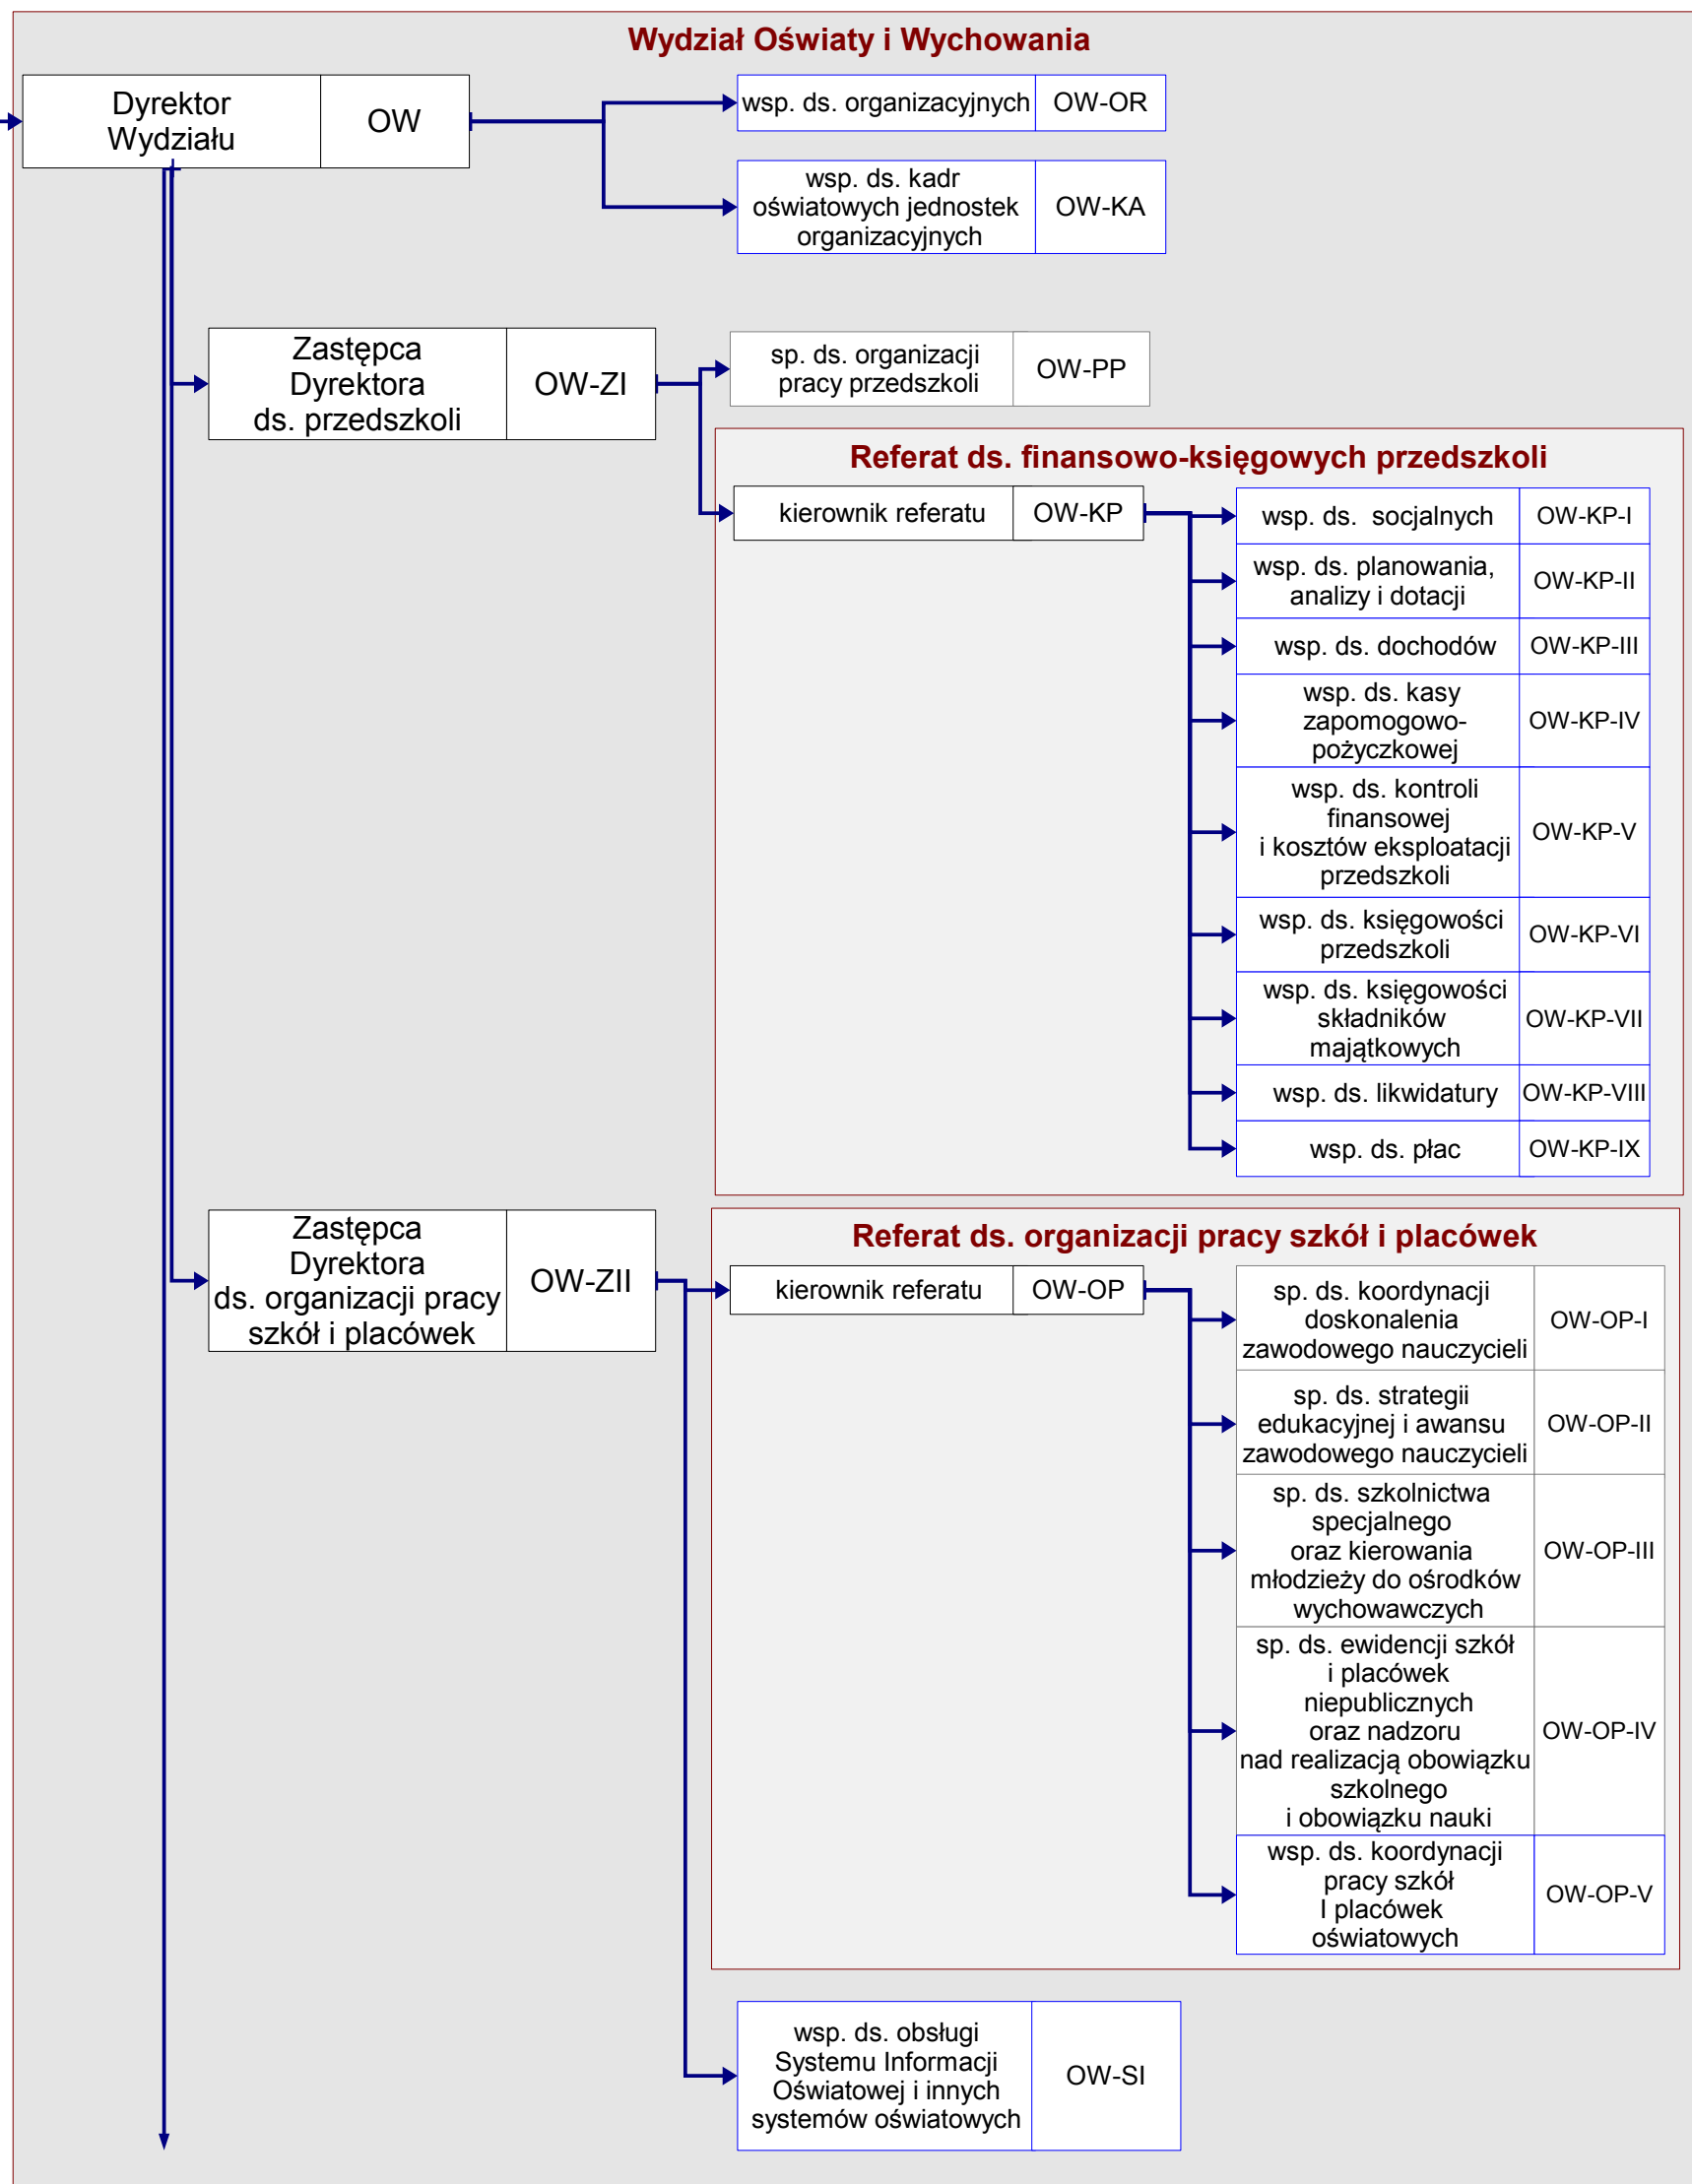 Wydział Oświaty i Wychowania
Dyrektor
Wydziału
OW
wsp. ds. organizacyjnych
OW-OR
wsp. ds. kadr
oświatowych jednostek
organizacyjnych
OW-KA
Zastępca
Dyrektora
ds. przedszkoli
OW-ZI
sp. ds. organizacji
pracy przedszkoli
OW-PP
Referat ds. finansowo-księgowych przedszkoli
kierownik referatu
OW-KP
wsp. ds. socjalnych
OW-KP-I
wsp. ds. planowania,
analizy i dotacji
OW-KP-II
wsp. ds. dochodów
OW-KP-III
wsp. ds. kasy
zapomogowo-
pożyczkowej
OW-KP-IV
wsp. ds. kontroli
finansowej
i kosztów eksploatacji
przedszkoli
OW-KP-V
wsp. ds. księgowości
przedszkoli
OW-KP-VI
wsp. ds. księgowości
składników
majątkowych
OW-KP-VII
wsp. ds. likwidatury
OW-KP-VIII
wsp. ds. płac
OW-KP-IX
Zastępca
Dyrektora
ds. organizacji pracy
szkół i placówek
OW-ZII
Referat ds. organizacji pracy szkół i placówek
kierownik referatu
OW-OP
sp. ds. koordynacji
doskonalenia
zawodowego nauczycieli
OW-OP-I
sp. ds. strategii
edukacyjnej i awansu
zawodowego nauczycieli
OW-OP-II
sp. ds. szkolnictwa
specjalnego
oraz kierowania
młodzieży do ośrodków
wychowawczych
OW-OP-III
sp. ds. ewidencji szkół
i placówek
niepublicznych
oraz nadzoru
nad realizacją obowiązku
szkolnego
i obowiązku nauki
OW-OP-IV
wsp. ds. koordynacji
pracy szkół
I placówek
oświatowych
OW-OP-V
wsp. ds. obsługi
Systemu Informacji
Oświatowej i innych
systemów oświatowych
OW-SI